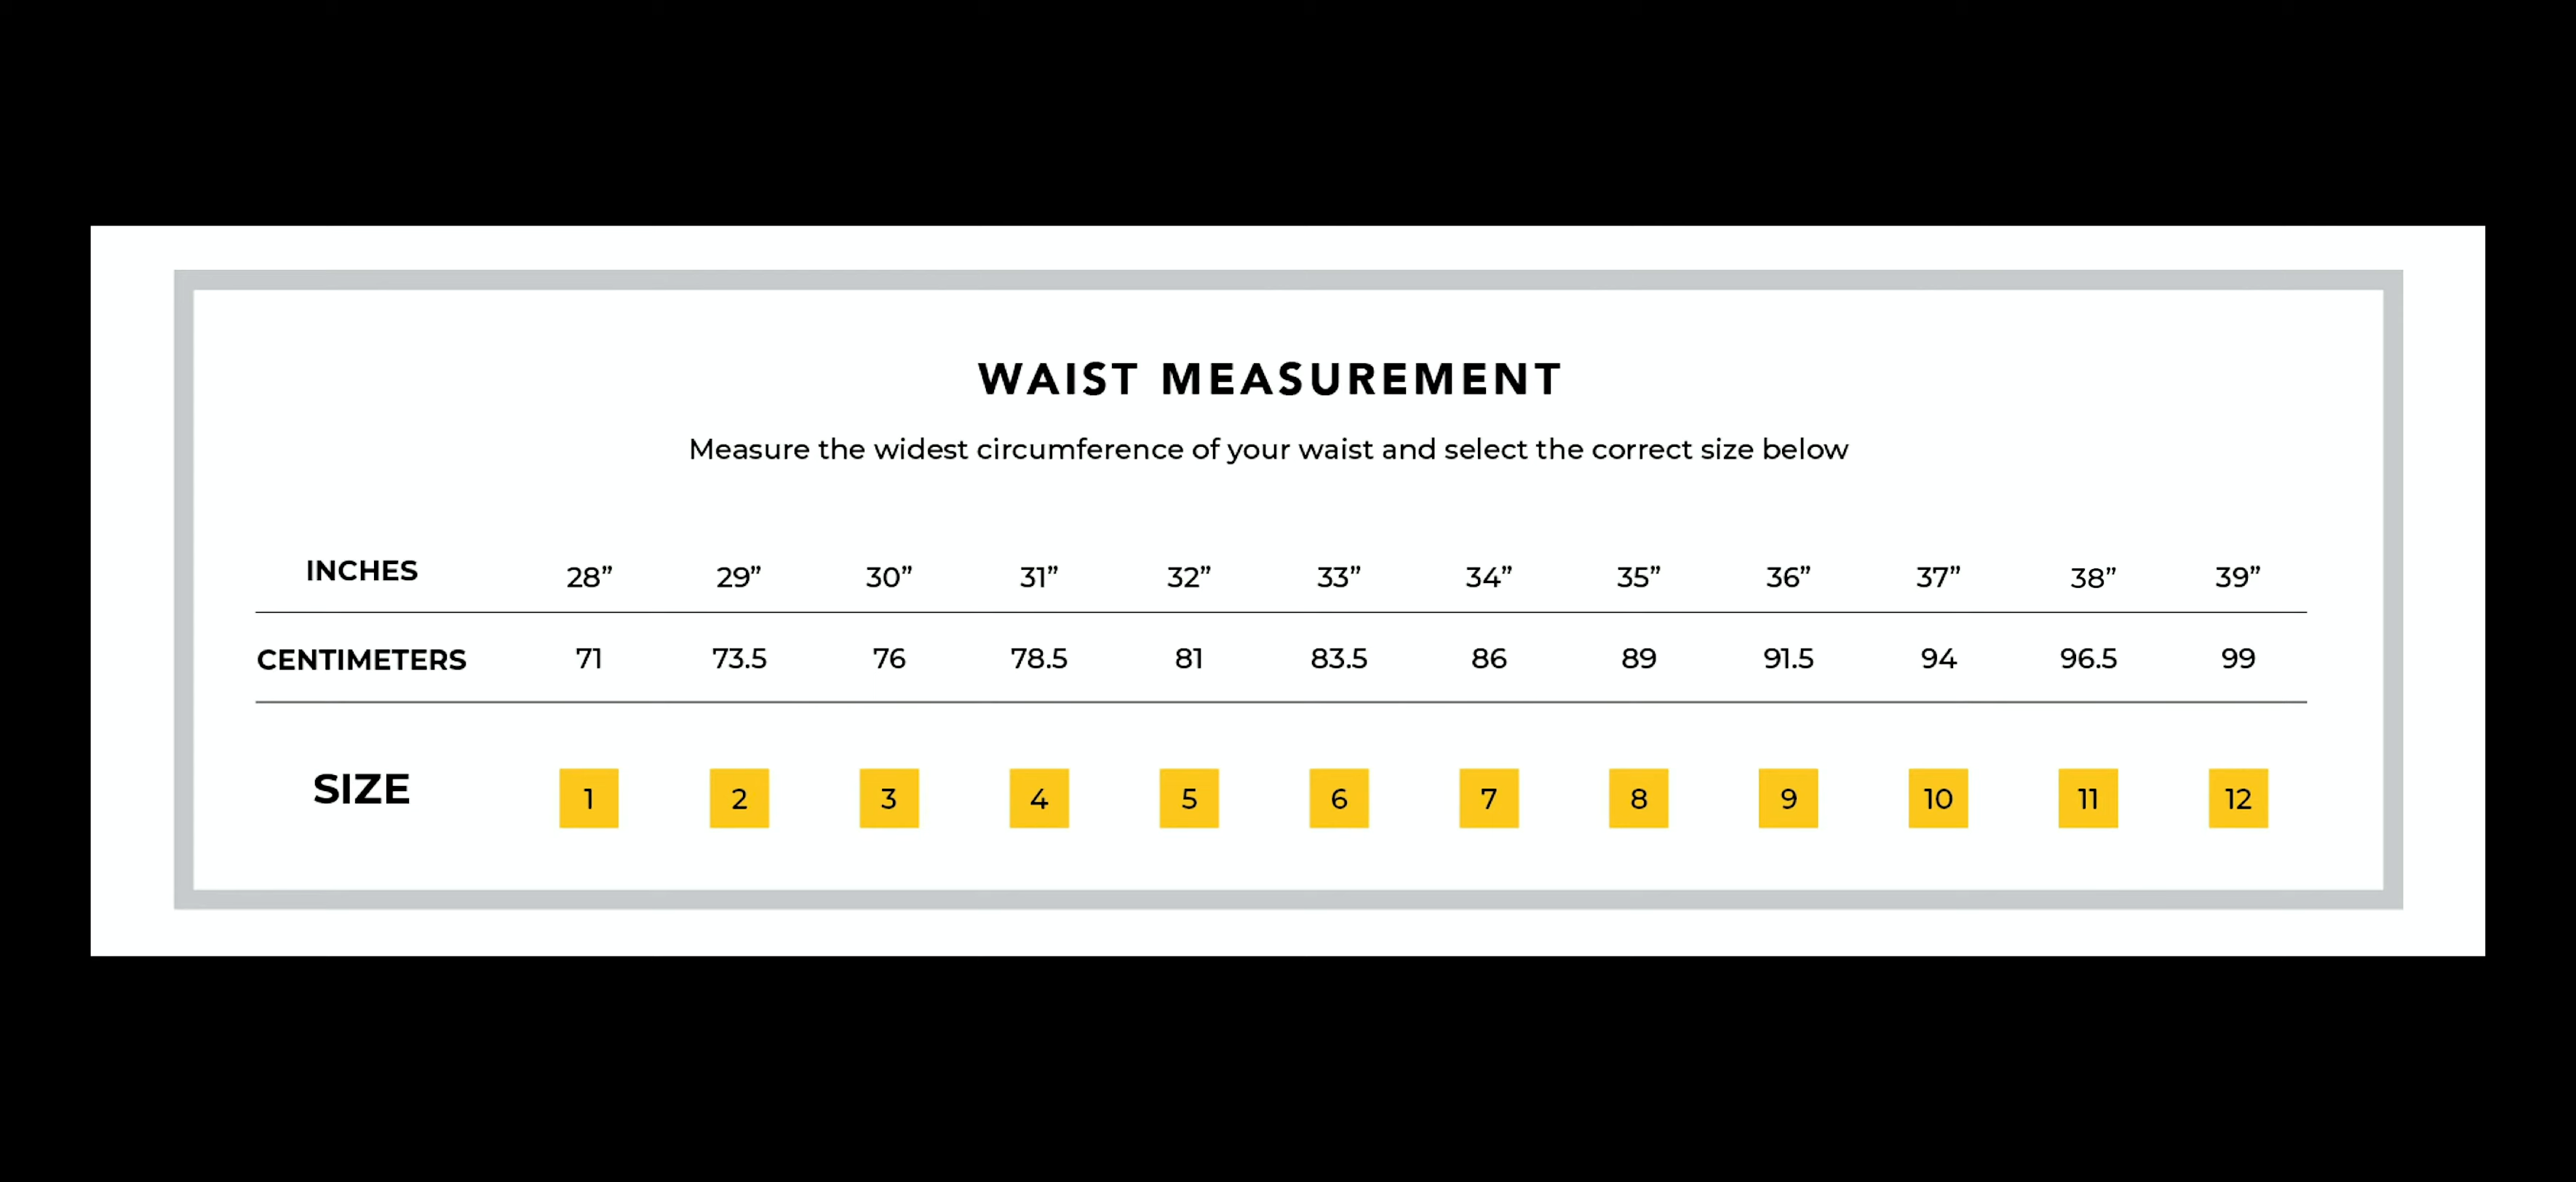 WAIST MEASUREMENT
Measure the widest circumference of your waist and select the correct size below
INCHES 28” 29” 30” 31” 32” 33” 34” 35” 36” 37” 38” 39”
CENTIMETERS 71 73.5 76 78.5 81 83.5 86 89 91.5 94 96.5 99
SIZE 1 2 3 4 5 6 7 8 9 10 11 12